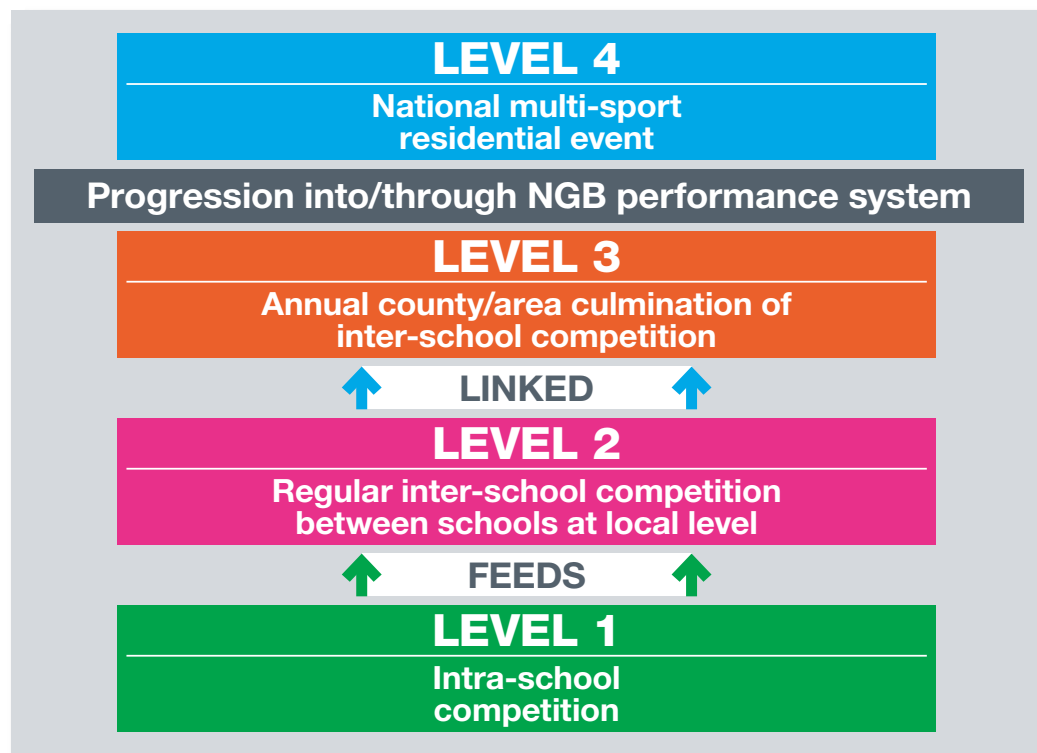 LEVEL 4
National multi-sport
residential event
Progression into/through NGB performance system
LEVEL 3
Annual county/area culmination of
inter-school competition
LINKED
LEVEL 2
Regular inter-school competition
between schools at local level
FEEDS
LEVEL 1
Intra-school
competition